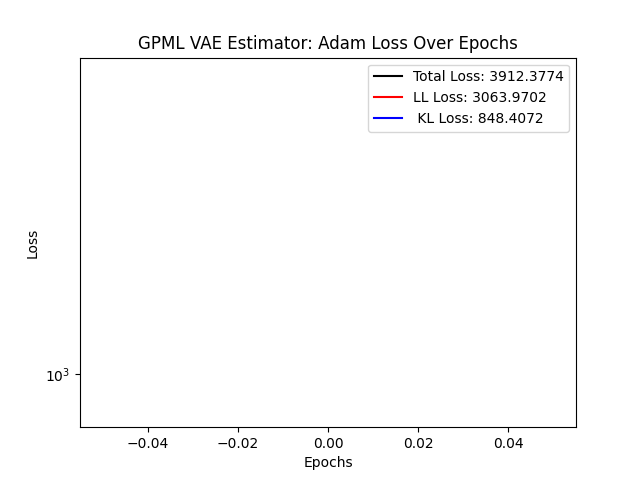 GPML VAE Estimator: Adam Loss Over Epochs
Total Loss: 3912.3774
LL Loss: 3063.9702
KL Loss: 848.4072
Loss
10³
−0.04
−0.02
0.00
0.02
0.04
Epochs